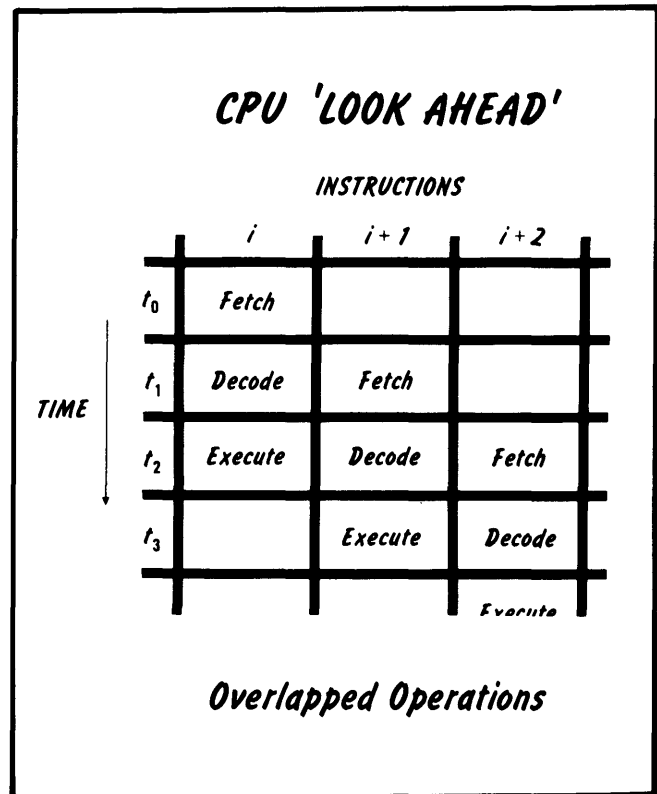 CPU 'LOOK AHEAD'
INSTRUCTIONS
i i + 1 i + 2
t0 Fetch
t1 Decode Fetch
TIME
t2 Execute Decode Fetch
t3 Execute Decode
Execute
Overlapped Operations